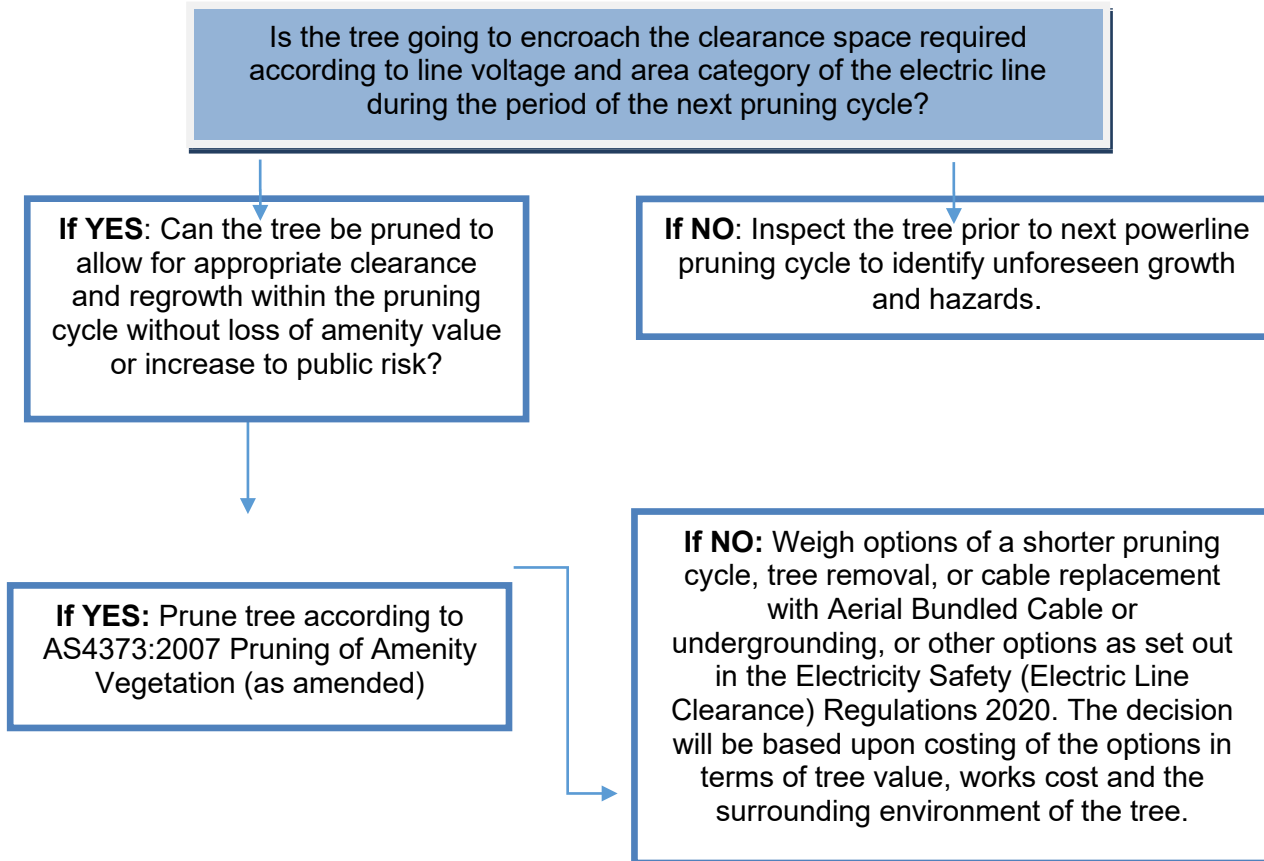 Is the tree going to encroach the clearance space required
according to line voltage and area category of the electric line
during the period of the next pruning cycle?
If YES: Can the tree be pruned to
allow for appropriate clearance
and regrowth within the pruning
cycle without loss of amenity value
or increase to public risk?
If NO: Inspect the tree prior to next powerline
pruning cycle to identify unforeseen growth
and hazards.
If YES: Prune tree according to
AS4373:2007 Pruning of Amenity
Vegetation (as amended)
If NO: Weigh options of a shorter pruning
cycle, tree removal, or cable replacement
with Aerial Bundled Cable or
undergrounding, or other options as set out
in the Electricity Safety (Electric Line
Clearance) Regulations 2020. The decision
will be based upon costing of the options in
terms of tree value, works cost and the
surrounding environment of the tree.